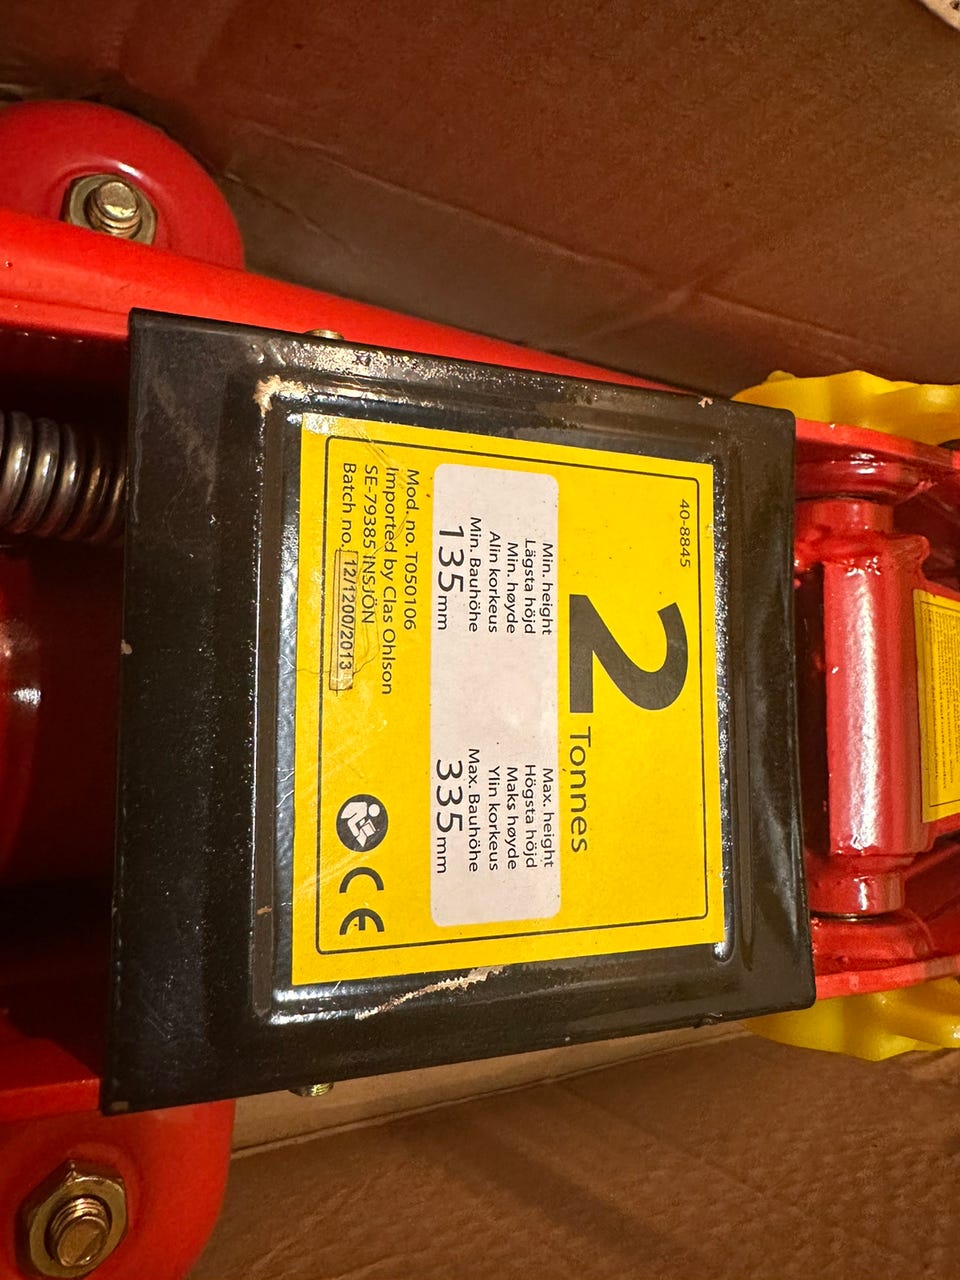 40-8845
2 Tonnes
Min. height
Lägsta höjd
Min. høyde
Alin korkeus
Min. Bauhöhe
135 mm
Max. height
Högsta höjd
Maks høyde
Ylin korkeus
Max. Bauhöhe
335 mm
Mod. no. T050106
Imported by Clas Ohlson
SE-79385 INSJÖN
Batch no. 12/1200/2013
CE